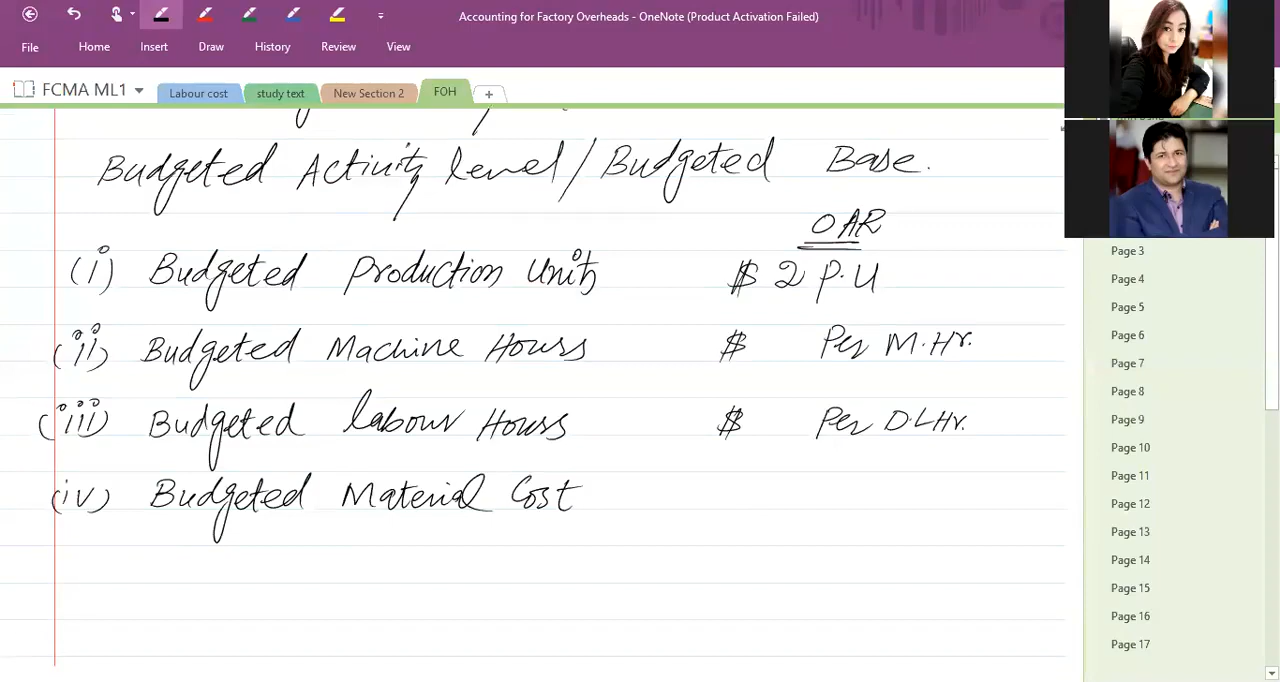 Accounting for Factory Overheads - OneNote (Product Activation Failed)
File Home Insert Draw History Review View
FCMA ML1 Labour cost study text New Section 2 FOH +
Budgeted Activity level / Budgeted Base.
OAR
(i) Budgeted Production Units $ 2 P.U
(ii) Budgeted Machine Hours $ Per M.Hr.
(iii) Budgeted labour Hours $ Per D.L Hr.
(iv) Budgeted Material Cost
Page 3
Page 4
Page 5
Page 6
Page 7
Page 8
Page 9
Page 10
Page 11
Page 12
Page 13
Page 14
Page 15
Page 16
Page 17